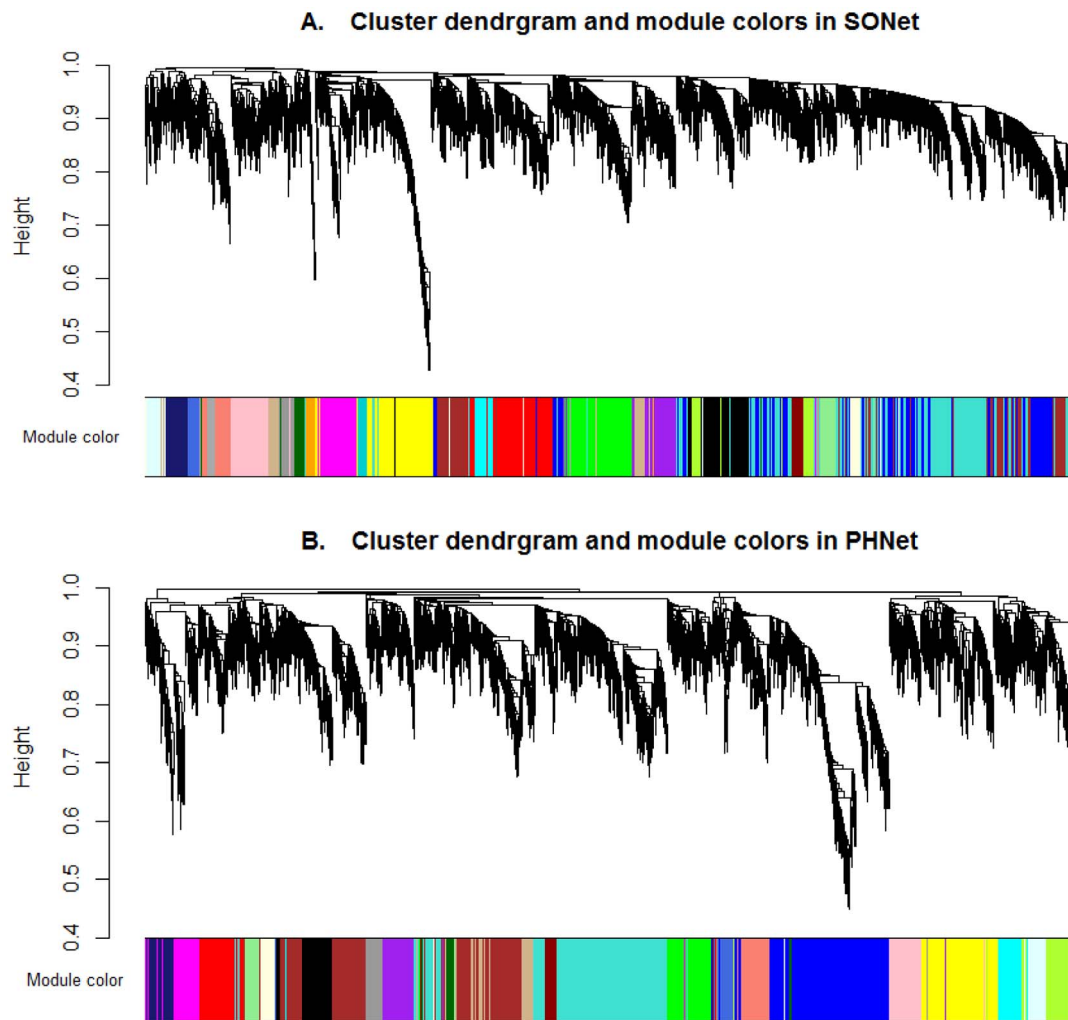 A. Cluster dendrgram and module colors in SONet
Height
1.0
0.9
0.8
0.7
0.6
0.5
0.4
Module color
B. Cluster dendrgram and module colors in PHNet
Height
1.0
0.9
0.8
0.7
0.6
0.5
0.4
Module color